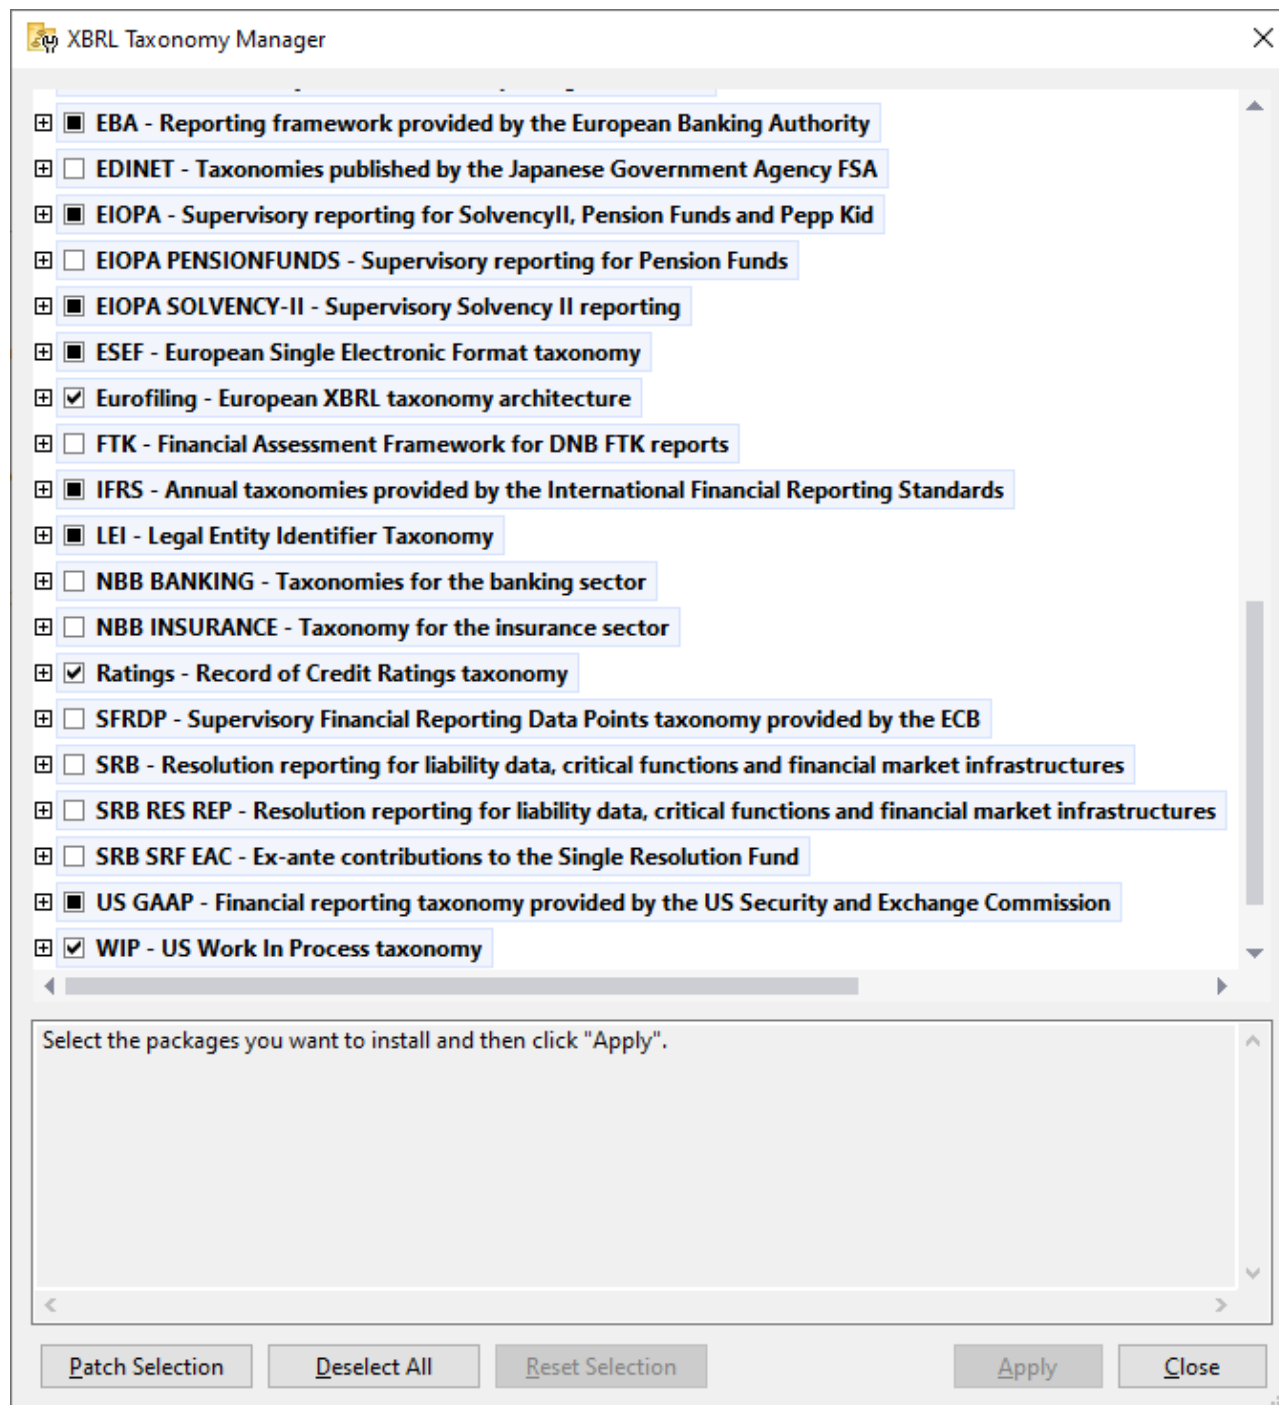 XBRL Taxonomy Manager
EBA - Reporting framework provided by the European Banking Authority
EDINET - Taxonomies published by the Japanese Government Agency FSA
EIOPA - Supervisory reporting for SolvencyII, Pension Funds and Pepp Kid
EIOPA PENSIONFUNDS - Supervisory reporting for Pension Funds
EIOPA SOLVENCY-II - Supervisory Solvency II reporting
ESEF - European Single Electronic Format taxonomy
Eurofiling - European XBRL taxonomy architecture
FTK - Financial Assessment Framework for DNB FTK reports
IFRS - Annual taxonomies provided by the International Financial Reporting Standards
LEI - Legal Entity Identifier Taxonomy
NBB BANKING - Taxonomies for the banking sector
NBB INSURANCE - Taxonomy for the insurance sector
Ratings - Record of Credit Ratings taxonomy
SFRDP - Supervisory Financial Reporting Data Points taxonomy provided by the ECB
SRB - Resolution reporting for liability data, critical functions and financial market infrastructures
SRB RES REP - Resolution reporting for liability data, critical functions and financial market infrastructures
SRB SRF EAC - Ex-ante contributions to the Single Resolution Fund
US GAAP - Financial reporting taxonomy provided by the US Security and Exchange Commission
WIP - US Work In Process taxonomy
Select the packages you want to install and then click "Apply".
Patch Selection
Deselect All
Reset Selection
Apply
Close